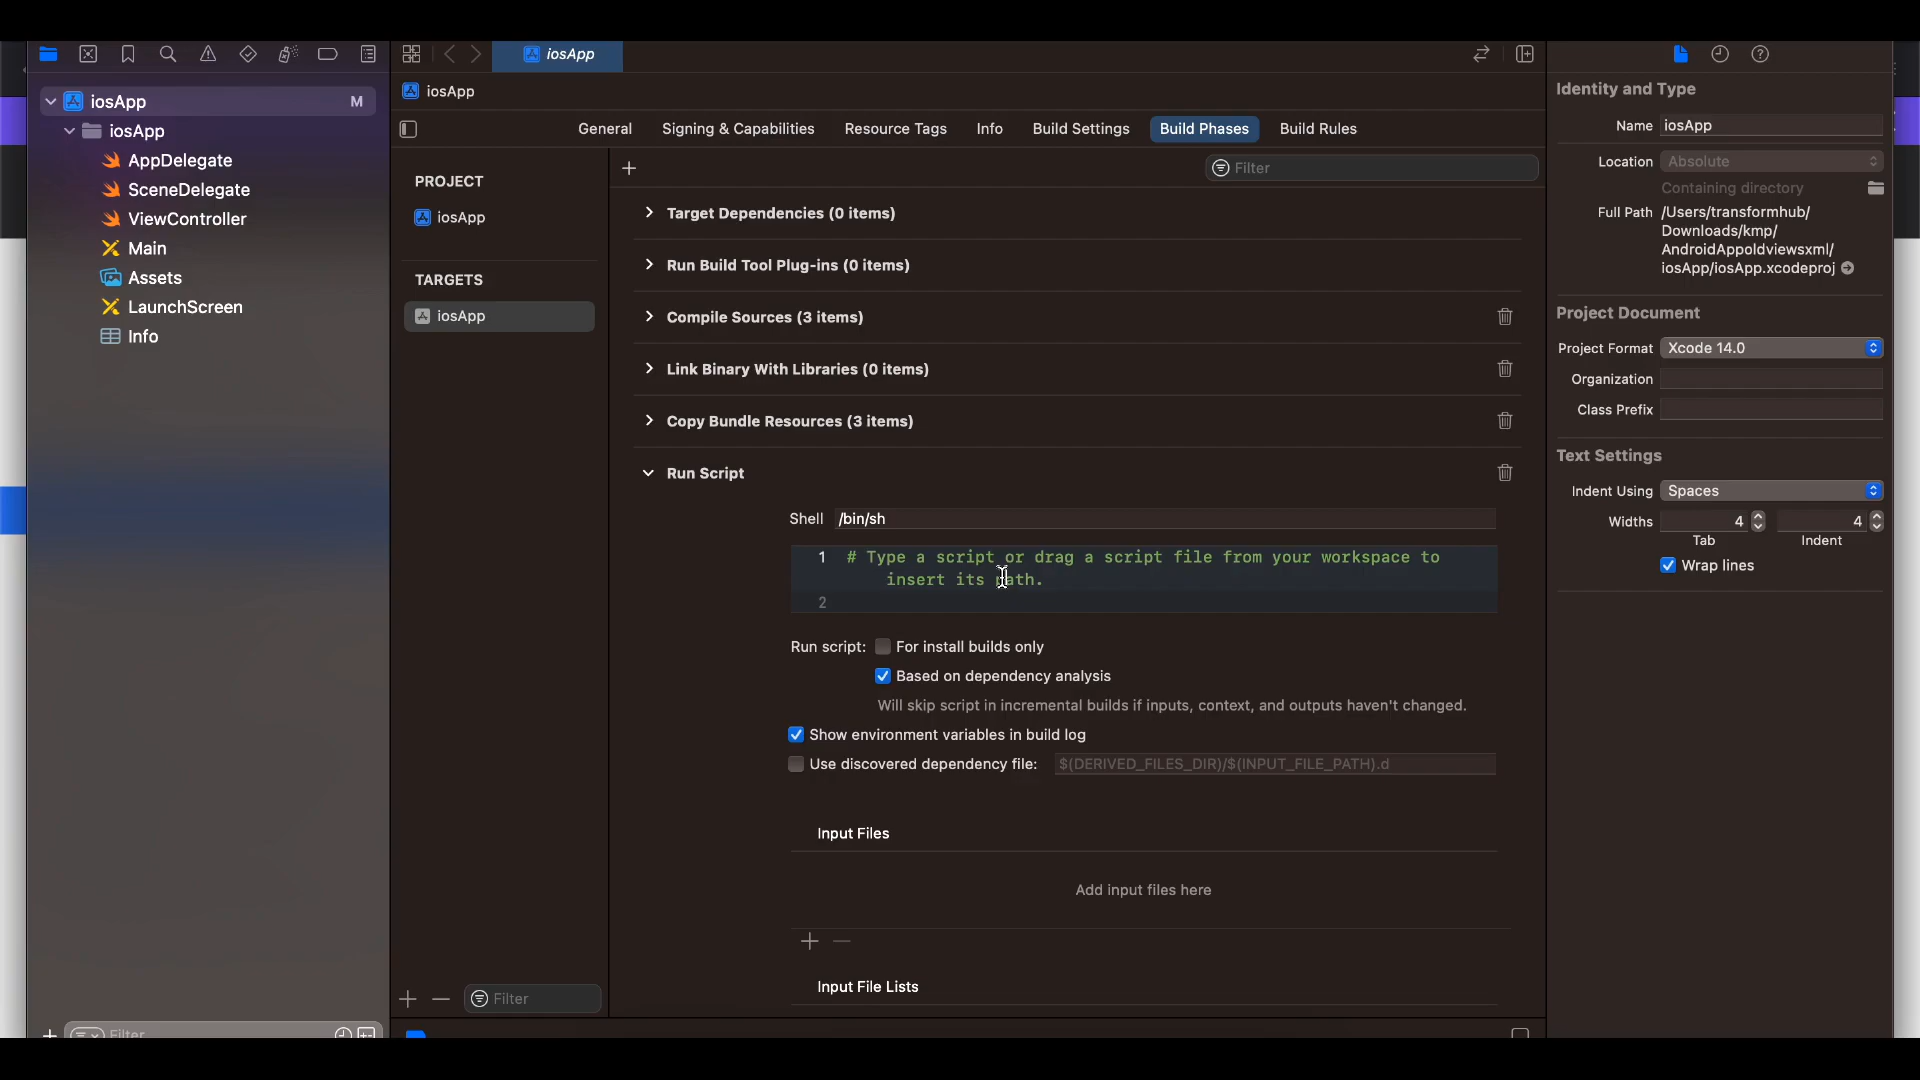 iosApp
iosApp
M
iosApp
AppDelegate
SceneDelegate
ViewController
Main
Assets
LaunchScreen
Info
Filter
iosApp
General
Signing & Capabilities
Resource Tags
Info
Build Settings
Build Phases
Build Rules
PROJECT
iosApp
TARGETS
iosApp
Filter
Filter
Target Dependencies (0 items)
Run Build Tool Plug-ins (0 items)
Compile Sources (3 items)
Link Binary With Libraries (0 items)
Copy Bundle Resources (3 items)
Run Script
Shell /bin/sh
1 # Type a script or drag a script file from your workspace to
insert its path.
2
Run script: For install builds only
Based on dependency analysis
Will skip script in incremental builds if inputs, context, and outputs haven't changed.
Show environment variables in build log
Use discovered dependency file: $(DERIVED_FILES_DIR)/$(INPUT_FILE_PATH).d
Input Files
Add input files here
Input File Lists
Identity and Type
Name iosApp
Location Absolute
Containing directory
Full Path /Users/transformhub/
Downloads/kmp/
AndroidAppoldviewsxml/
iosApp/iosApp.xcodeproj
Project Document
Project Format Xcode 14.0
Organization
Class Prefix
Text Settings
Indent Using Spaces
Widths 4 4
Tab Indent
Wrap lines